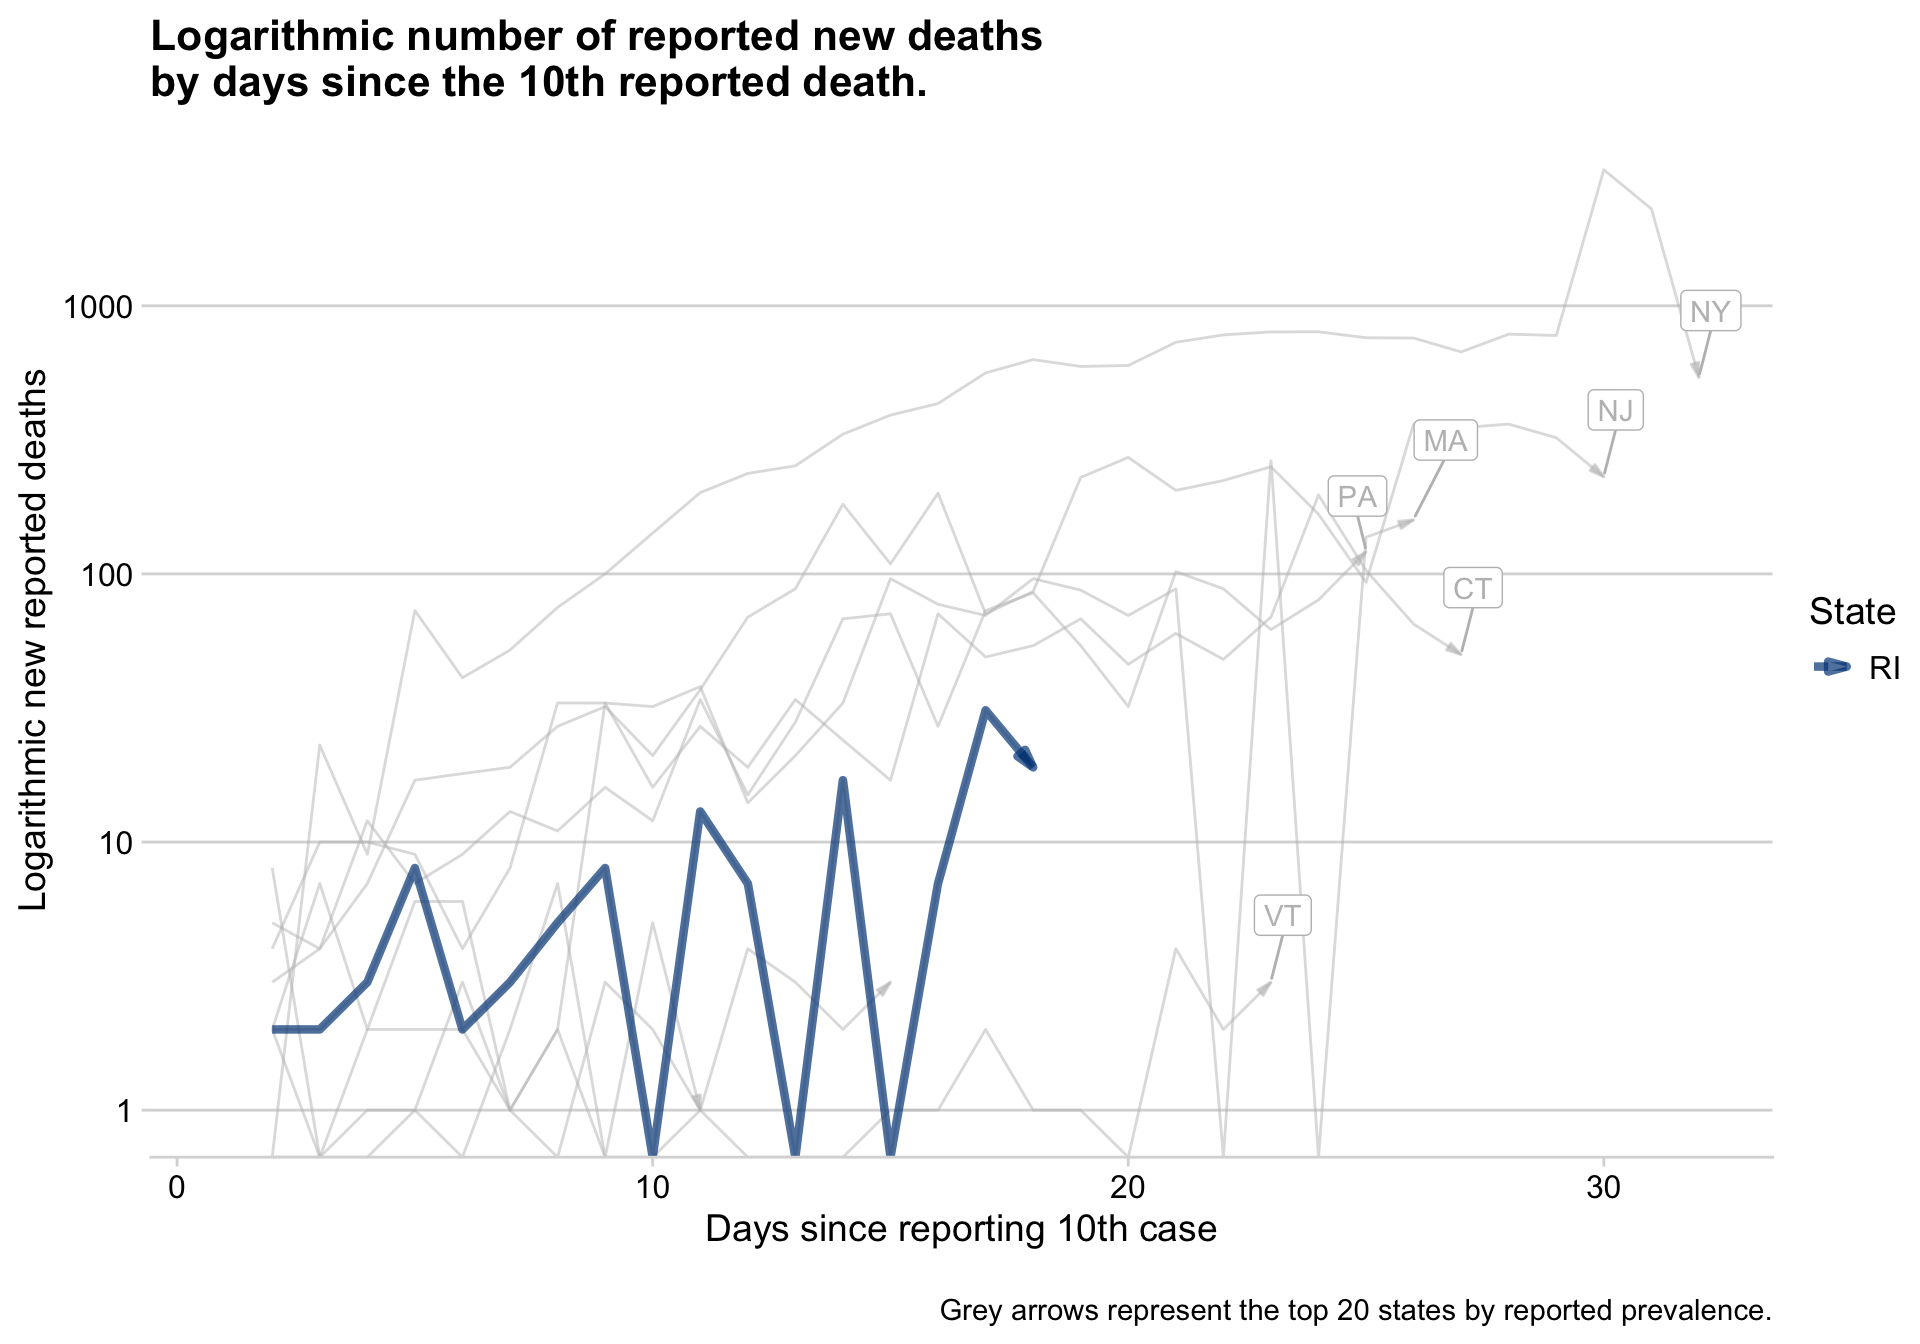 Logarithmic number of reported new deaths
by days since the 10th reported death.
Logarithmic new reported deaths
1000
100
10
1
NY
NJ
MA
PA
CT
VT
State
RI
0
10
20
30
Days since reporting 10th case
Grey arrows represent the top 20 states by reported prevalence.